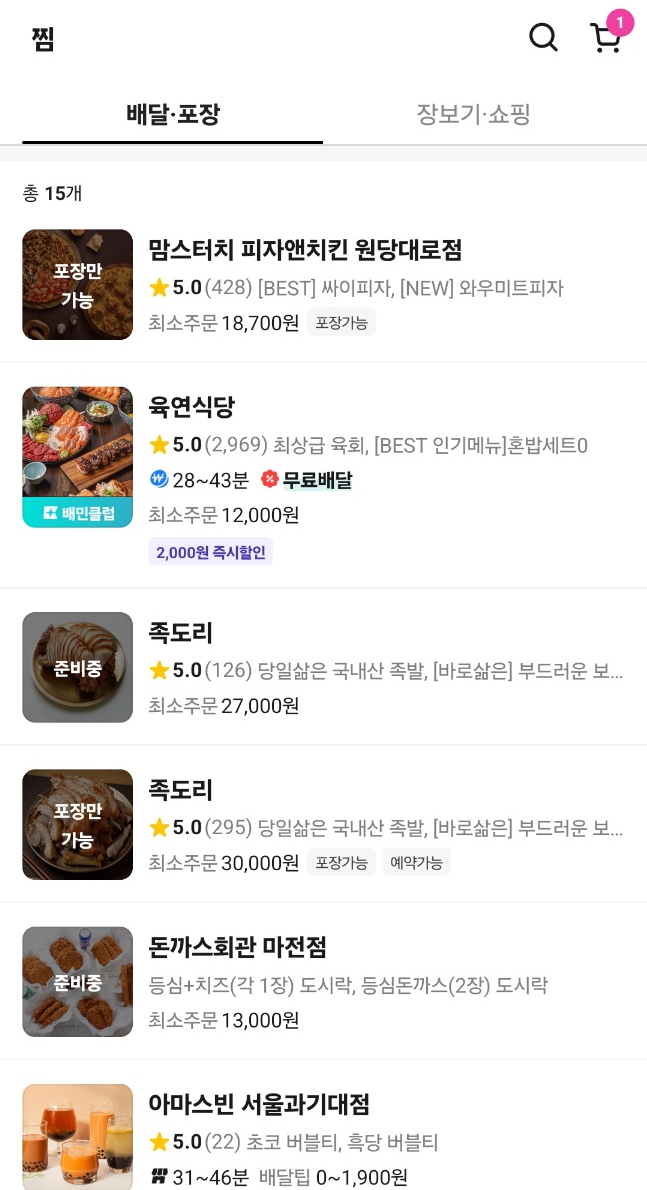 찜
1
배달·포장
장보기·쇼핑
총 15개
포장만
가능
맘스터치 피자앤치킨 원당대로점
5.0(428) [BEST] 싸이피자, [NEW] 와우미트피자
최소주문 18,700원 포장가능
배민클럽
육연식당
5.0(2,969) 최상급 육회, [BEST 인기메뉴]혼밥세트0
28~43분 무료배달
최소주문 12,000원
2,000원 즉시할인
준비중
족도리
5.0(126) 당일삶은 국내산 족발, [바로삶은] 부드러운 보...
최소주문 27,000원
포장만
가능
족도리
5.0(295) 당일삶은 국내산 족발, [바로삶은] 부드러운 보...
최소주문 30,000원 포장가능 예약가능
준비중
돈까스회관 마전점
등심+치즈(각 1장) 도시락, 등심돈까스(2장) 도시락
최소주문 13,000원
아마스빈 서울과기대점
5.0(22) 초코 버블티, 흑당 버블티
31~46분 배달팁 0~1,900원